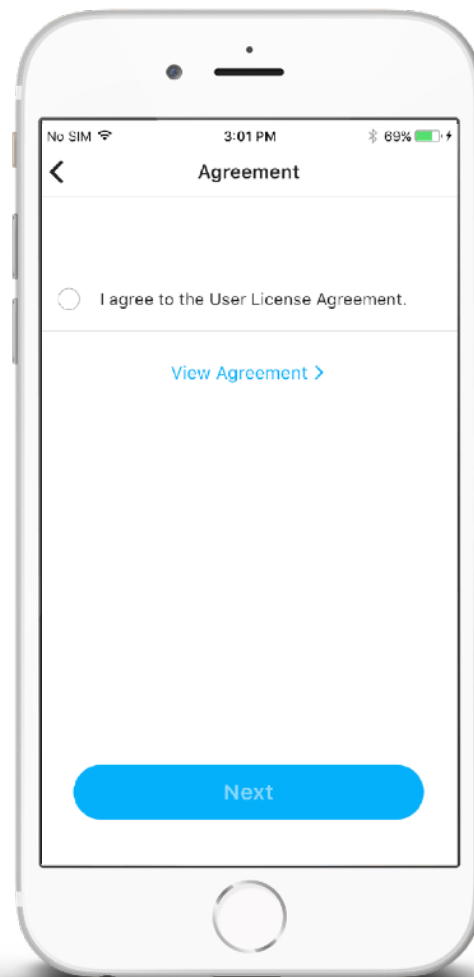 No SIM 3:01 PM 69%
Agreement
I agree to the User License Agreement.
View Agreement >
Next